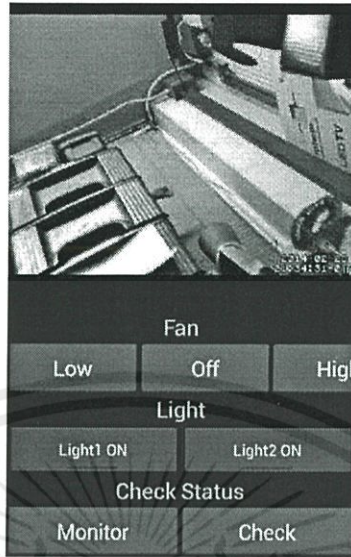 Fan
Low Off High
Light
Light1 ON Light2 ON
Check Status
Monitor Check